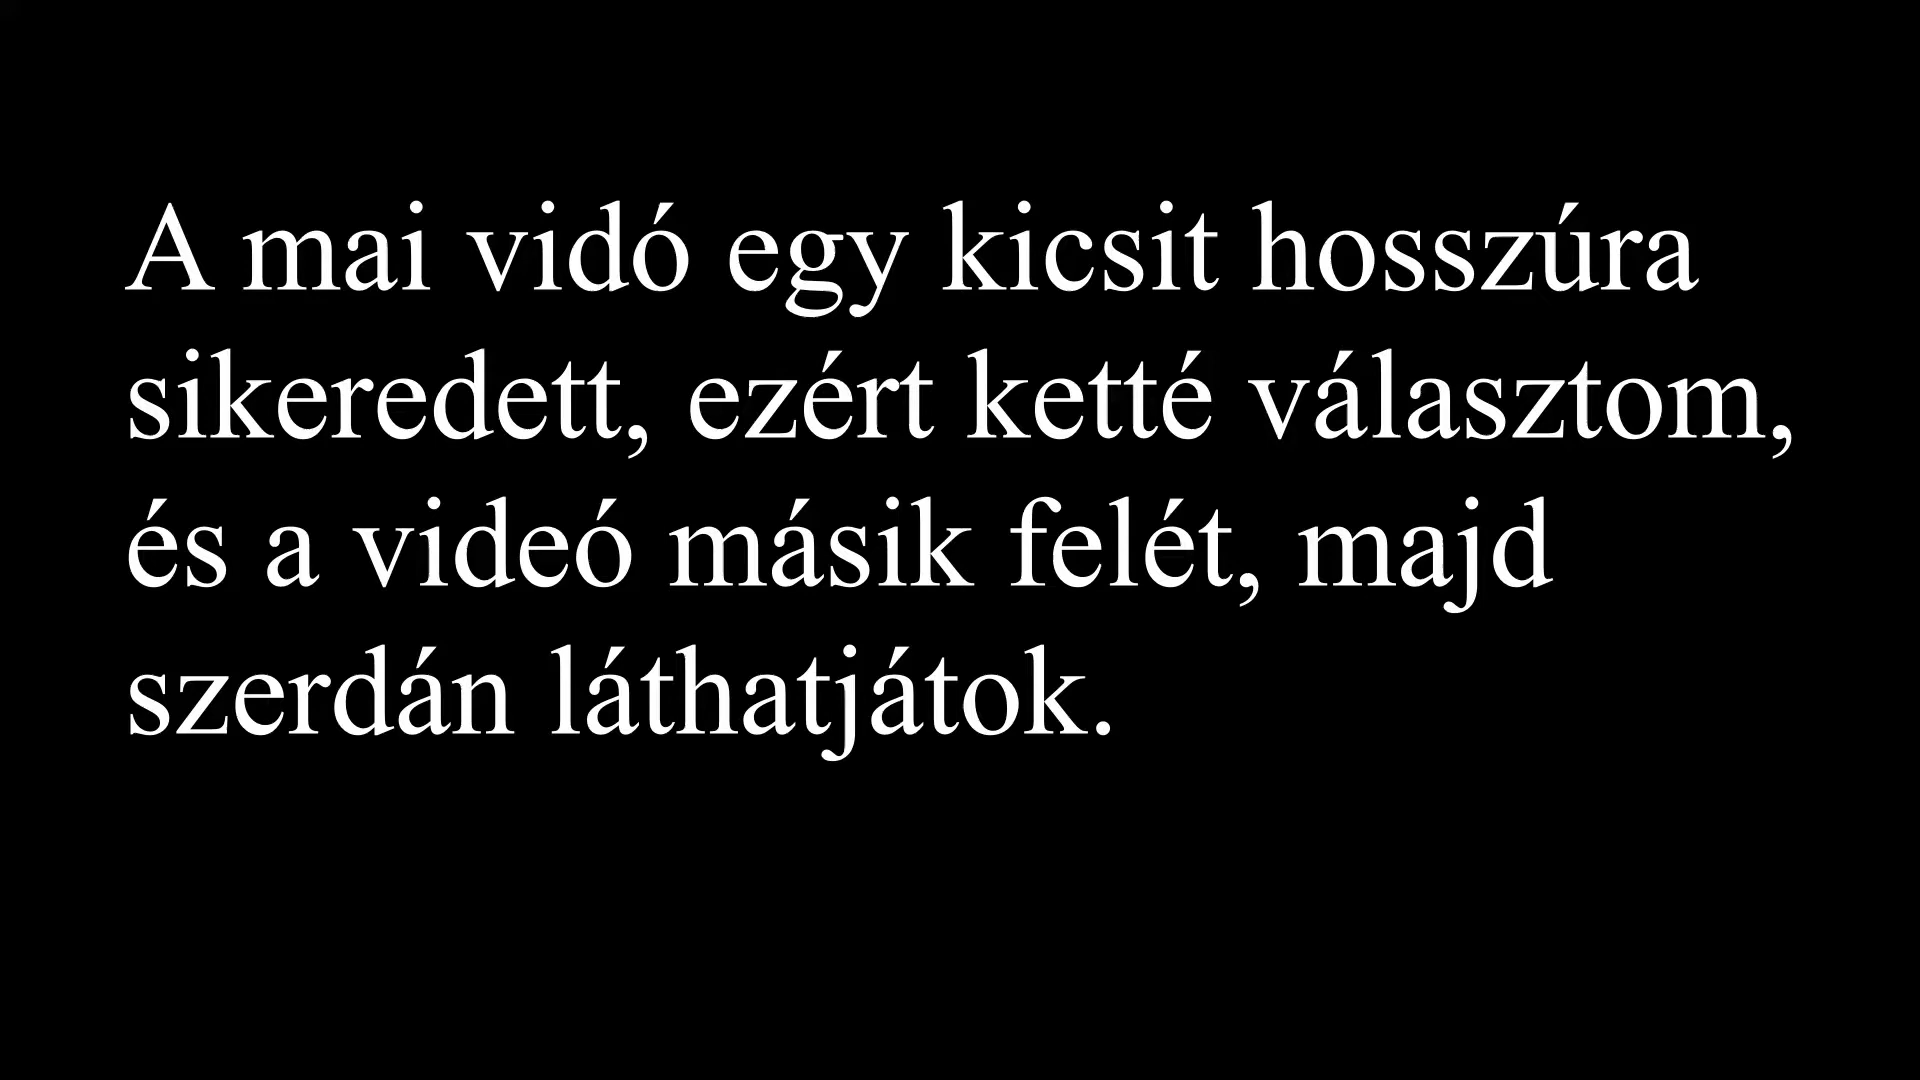 A mai vidó egy kicsit hosszúra
sikeredett, ezért ketté választom,
és a videó másik felét, majd
szerdán láthatjátok.